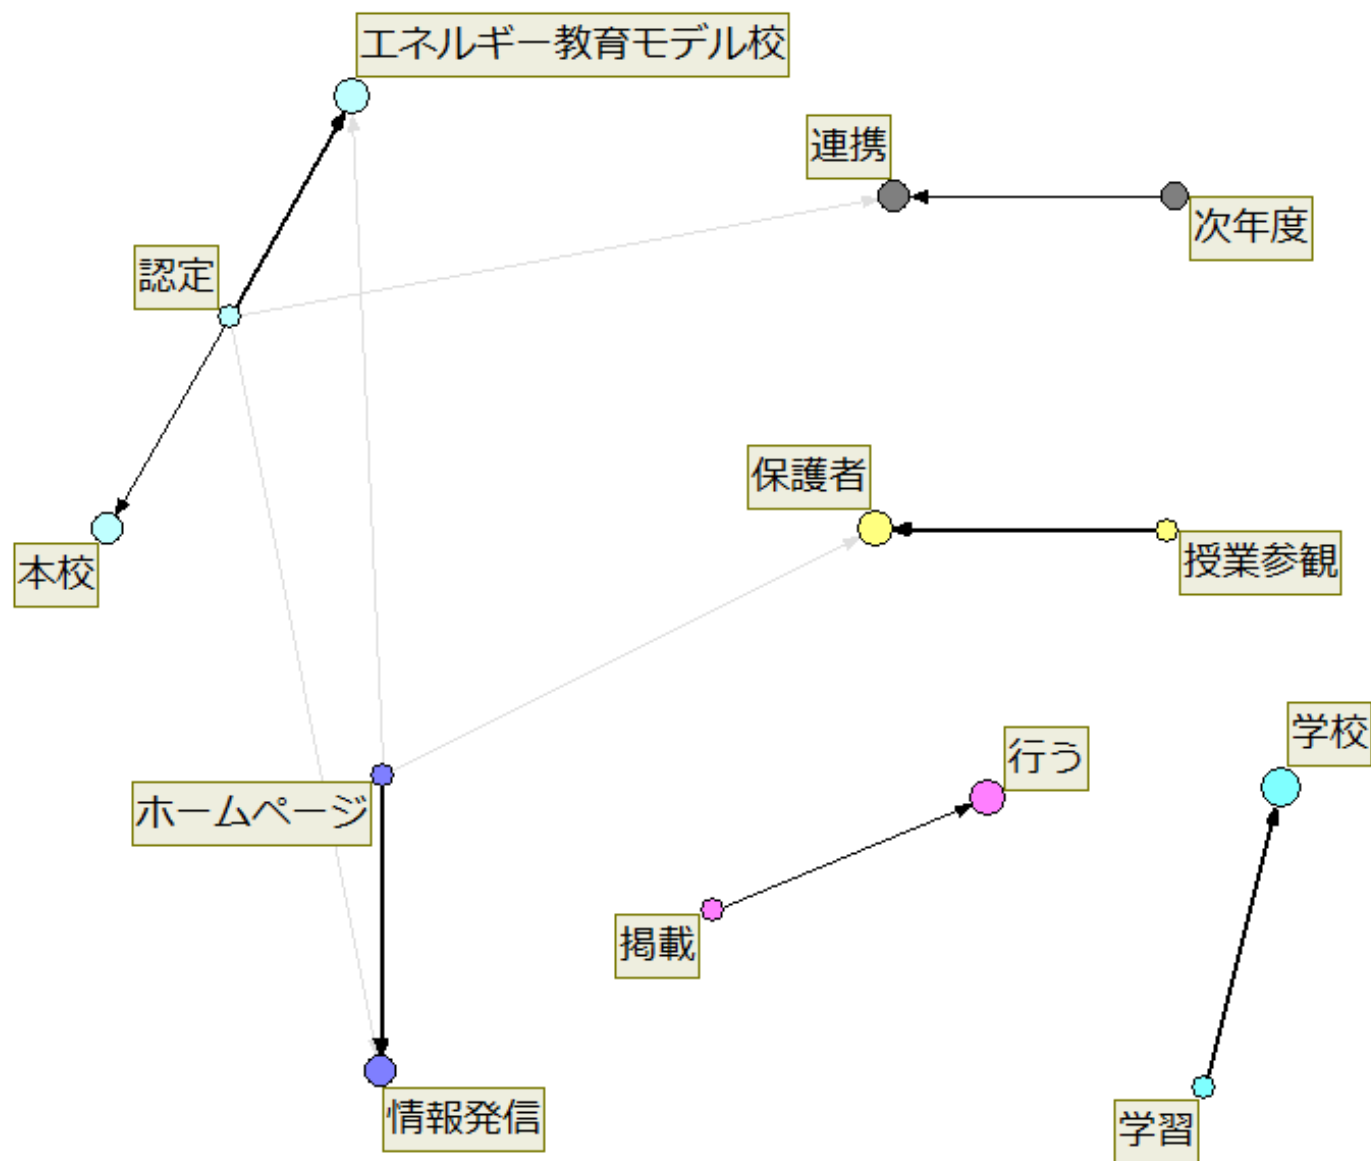 エネルギー教育モデル校
連携
次年度
認定
保護者
授業参観
本校
学校
行う
ホームページ
掲載
情報発信
学習